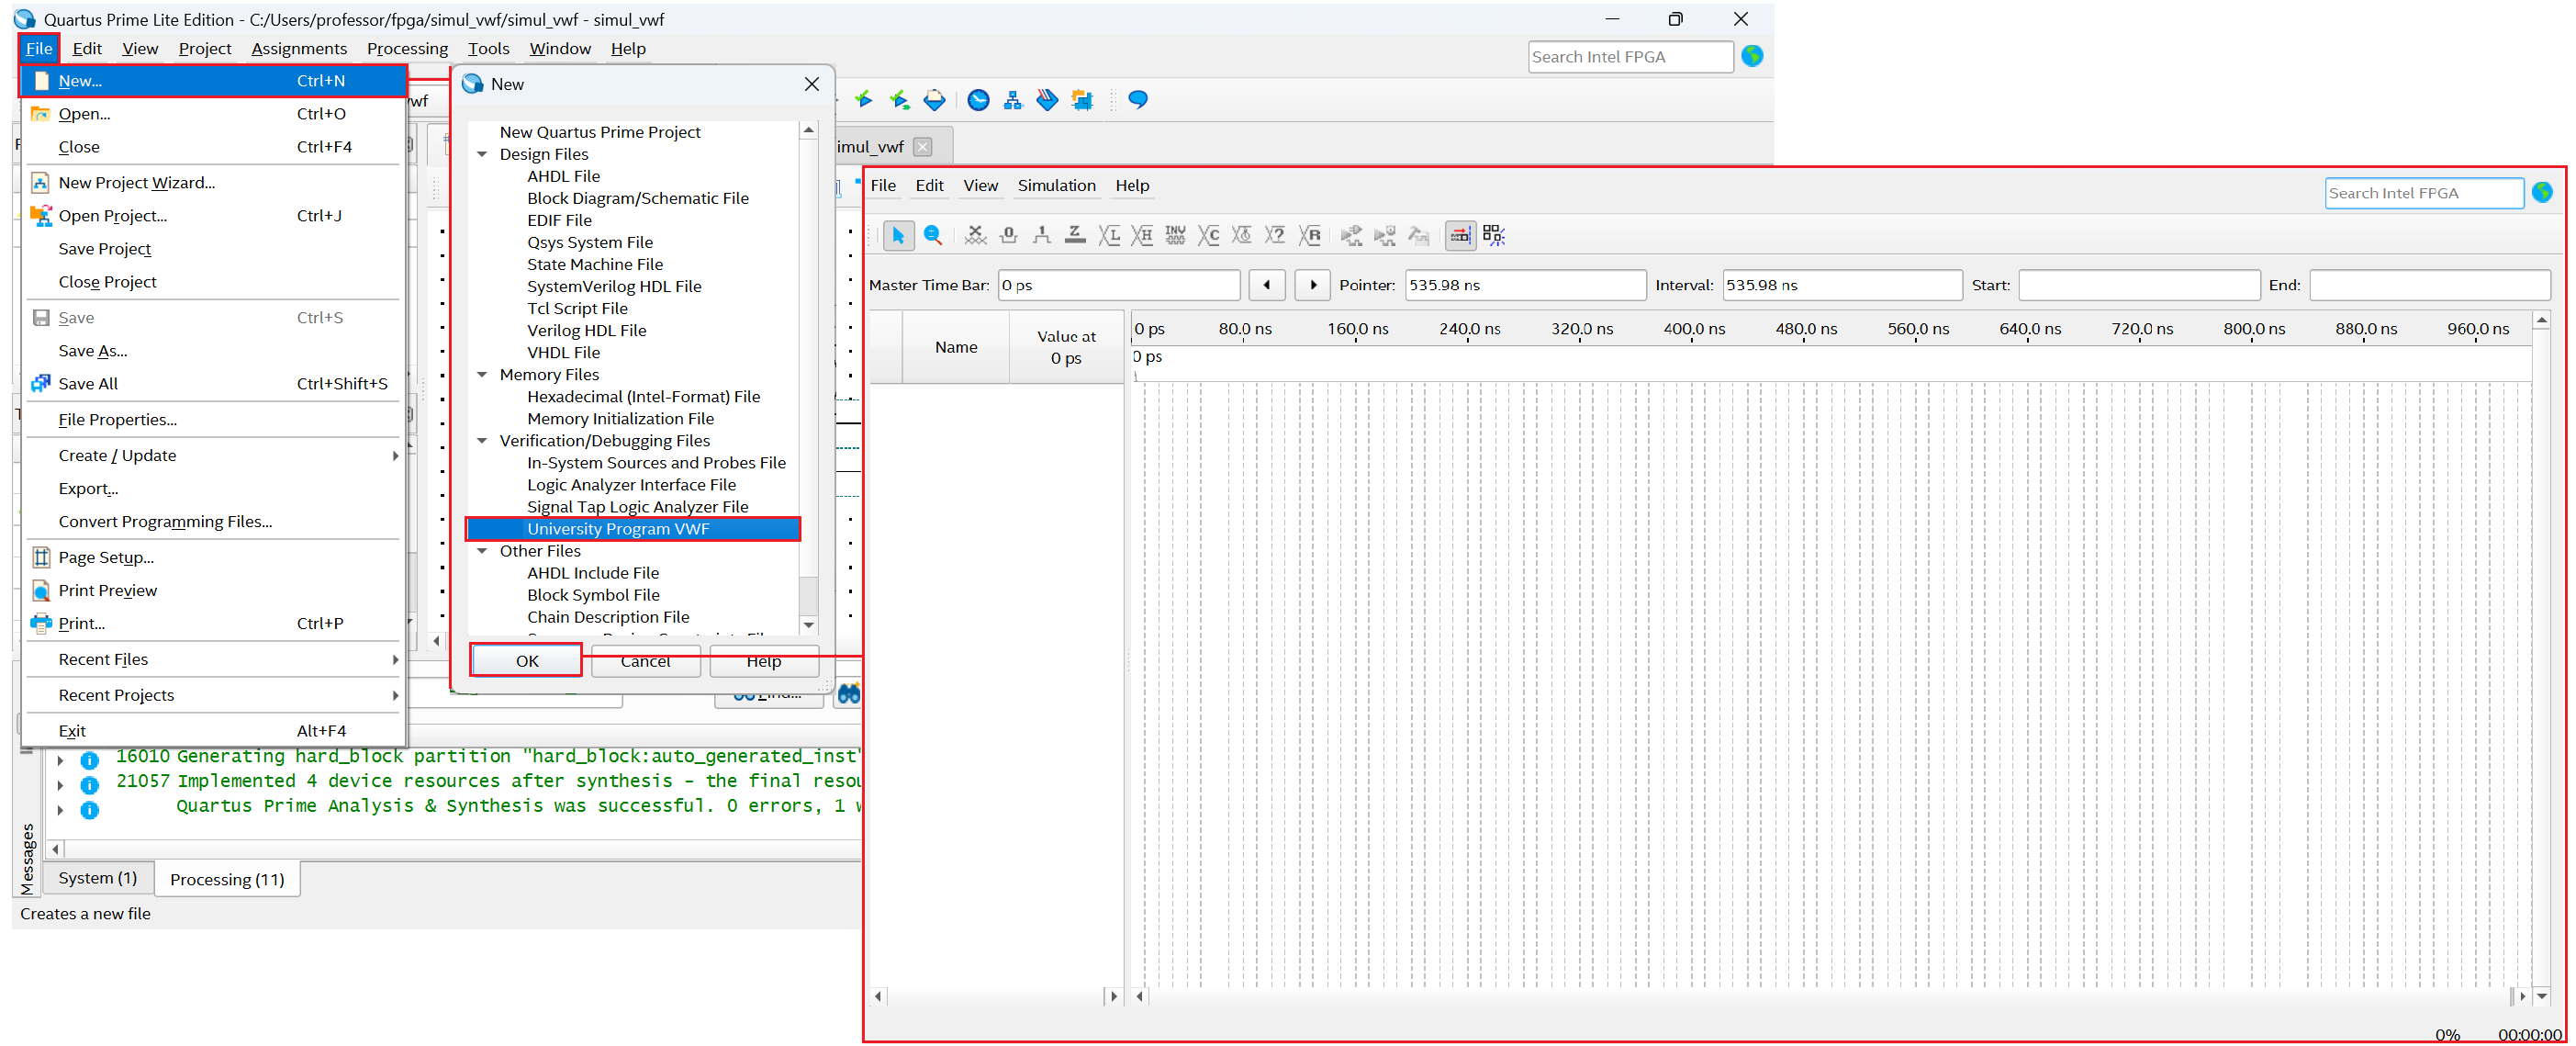 Quartus Prime Lite Edition - C:/Users/professor/fpga/simul_vwf/simul_vwf - simul_vwf
File Edit View Project Assignments Processing Tools Window Help
Search Intel FPGA
New... Ctrl+N
Open... Ctrl+O
Close Ctrl+F4
New Project Wizard...
Open Project... Ctrl+J
Save Project
Close Project
Save Ctrl+S
Save As...
Save All Ctrl+Shift+S
File Properties...
Create / Update
Export...
Convert Programming Files...
Page Setup...
Print Preview
Print... Ctrl+P
Recent Files
Recent Projects
Exit Alt+F4
New
New Quartus Prime Project
Design Files
AHDL File
Block Diagram/Schematic File
EDIF File
Qsys System File
State Machine File
SystemVerilog HDL File
Tcl Script File
Verilog HDL File
VHDL File
Memory Files
Hexadecimal (Intel-Format) File
Memory Initialization File
Verification/Debugging Files
In-System Sources and Probes File
Logic Analyzer Interface File
Signal Tap Logic Analyzer File
University Program VWF
Other Files
AHDL Include File
Block Symbol File
Chain Description File
OK Cancel Help
imul_vwf
File Edit View Simulation Help
Search Intel FPGA
Master Time Bar: 0 ps Pointer: 535.98 ns Interval: 535.98 ns Start: End:
Name
Value at
0 ps
0 ps 80.0 ns 160.0 ns 240.0 ns 320.0 ns 400.0 ns 480.0 ns 560.0 ns 640.0 ns 720.0 ns 800.0 ns 880.0 ns 960.0 ns
0 ps
0% 00:00:00
16010 Generating hard_block partition "hard_block:auto_generated_inst"
21057 Implemented 4 device resources after synthesis - the final resou
Quartus Prime Analysis & Synthesis was successful. 0 errors, 1 w
Messages
System (1) Processing (11)
Creates a new file